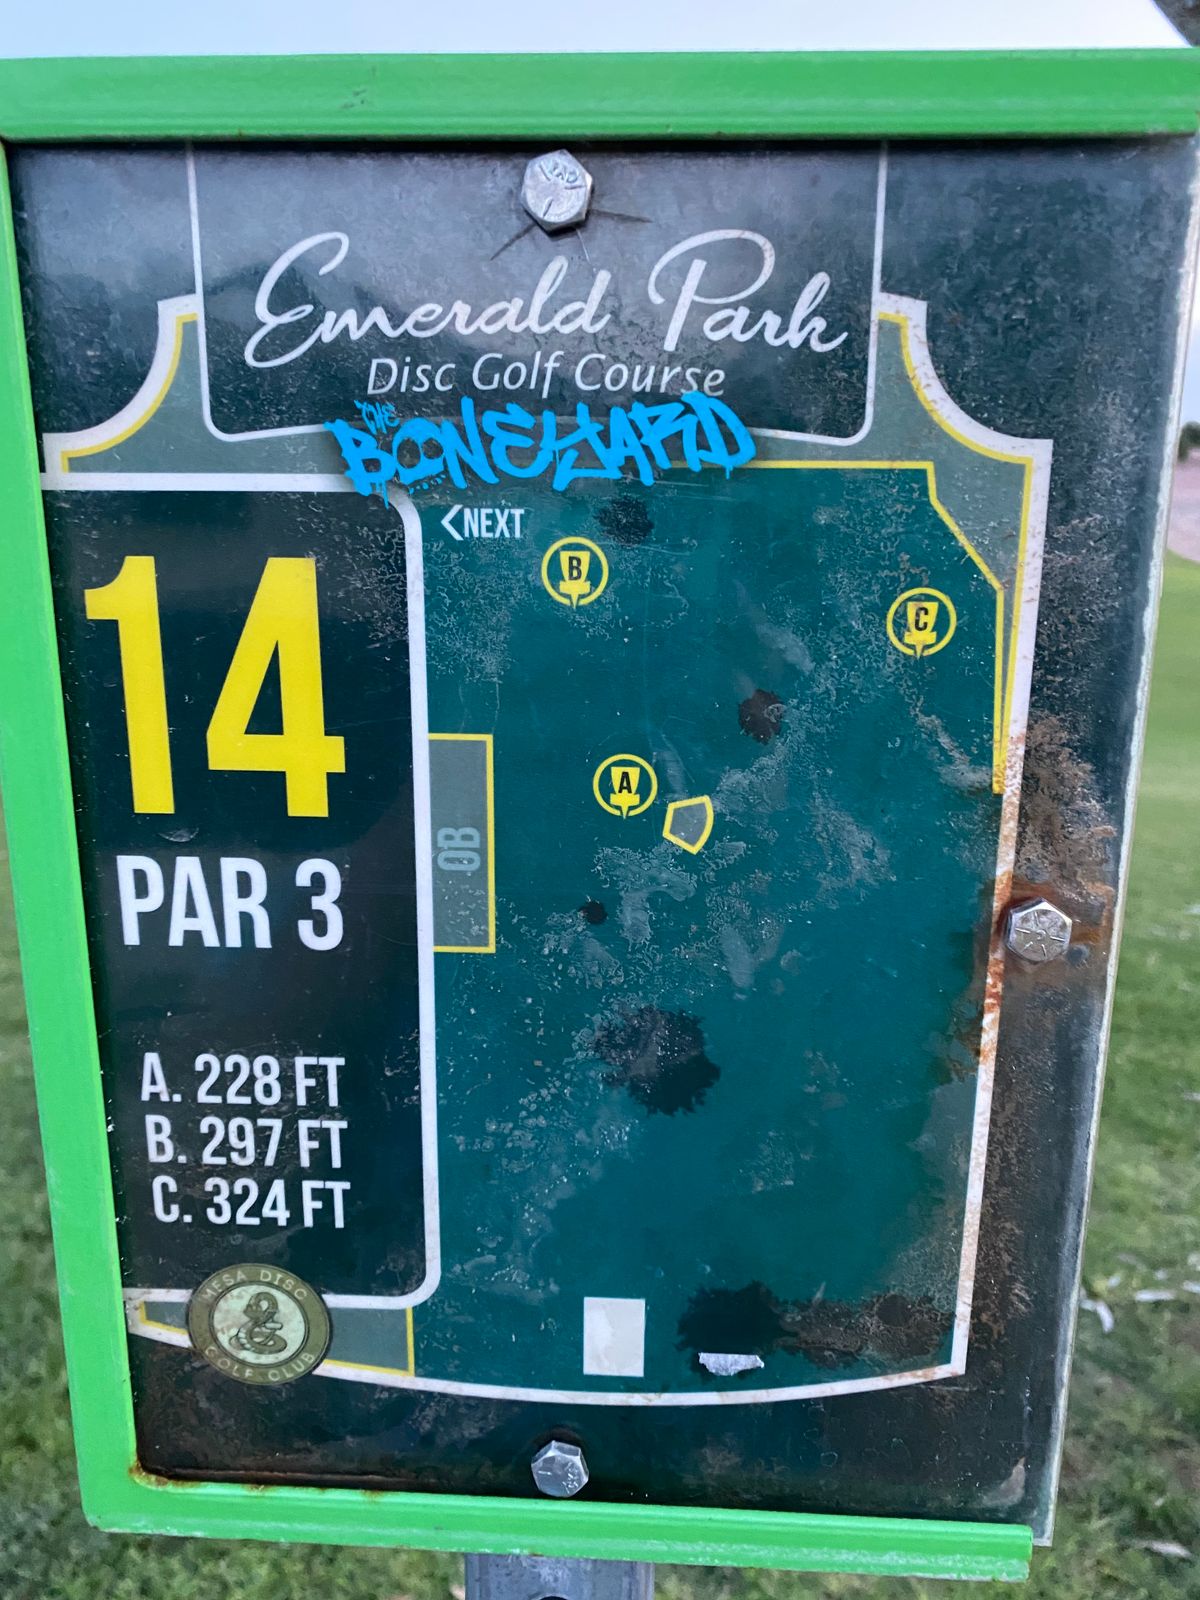 Emerald Park
Disc Golf Course
THE
BONEYARD
<NEXT
14
PAR 3
A. 228 FT
B. 297 FT
C. 324 FT
B
C
A
OB
MESA DISC
GOLF CLUB